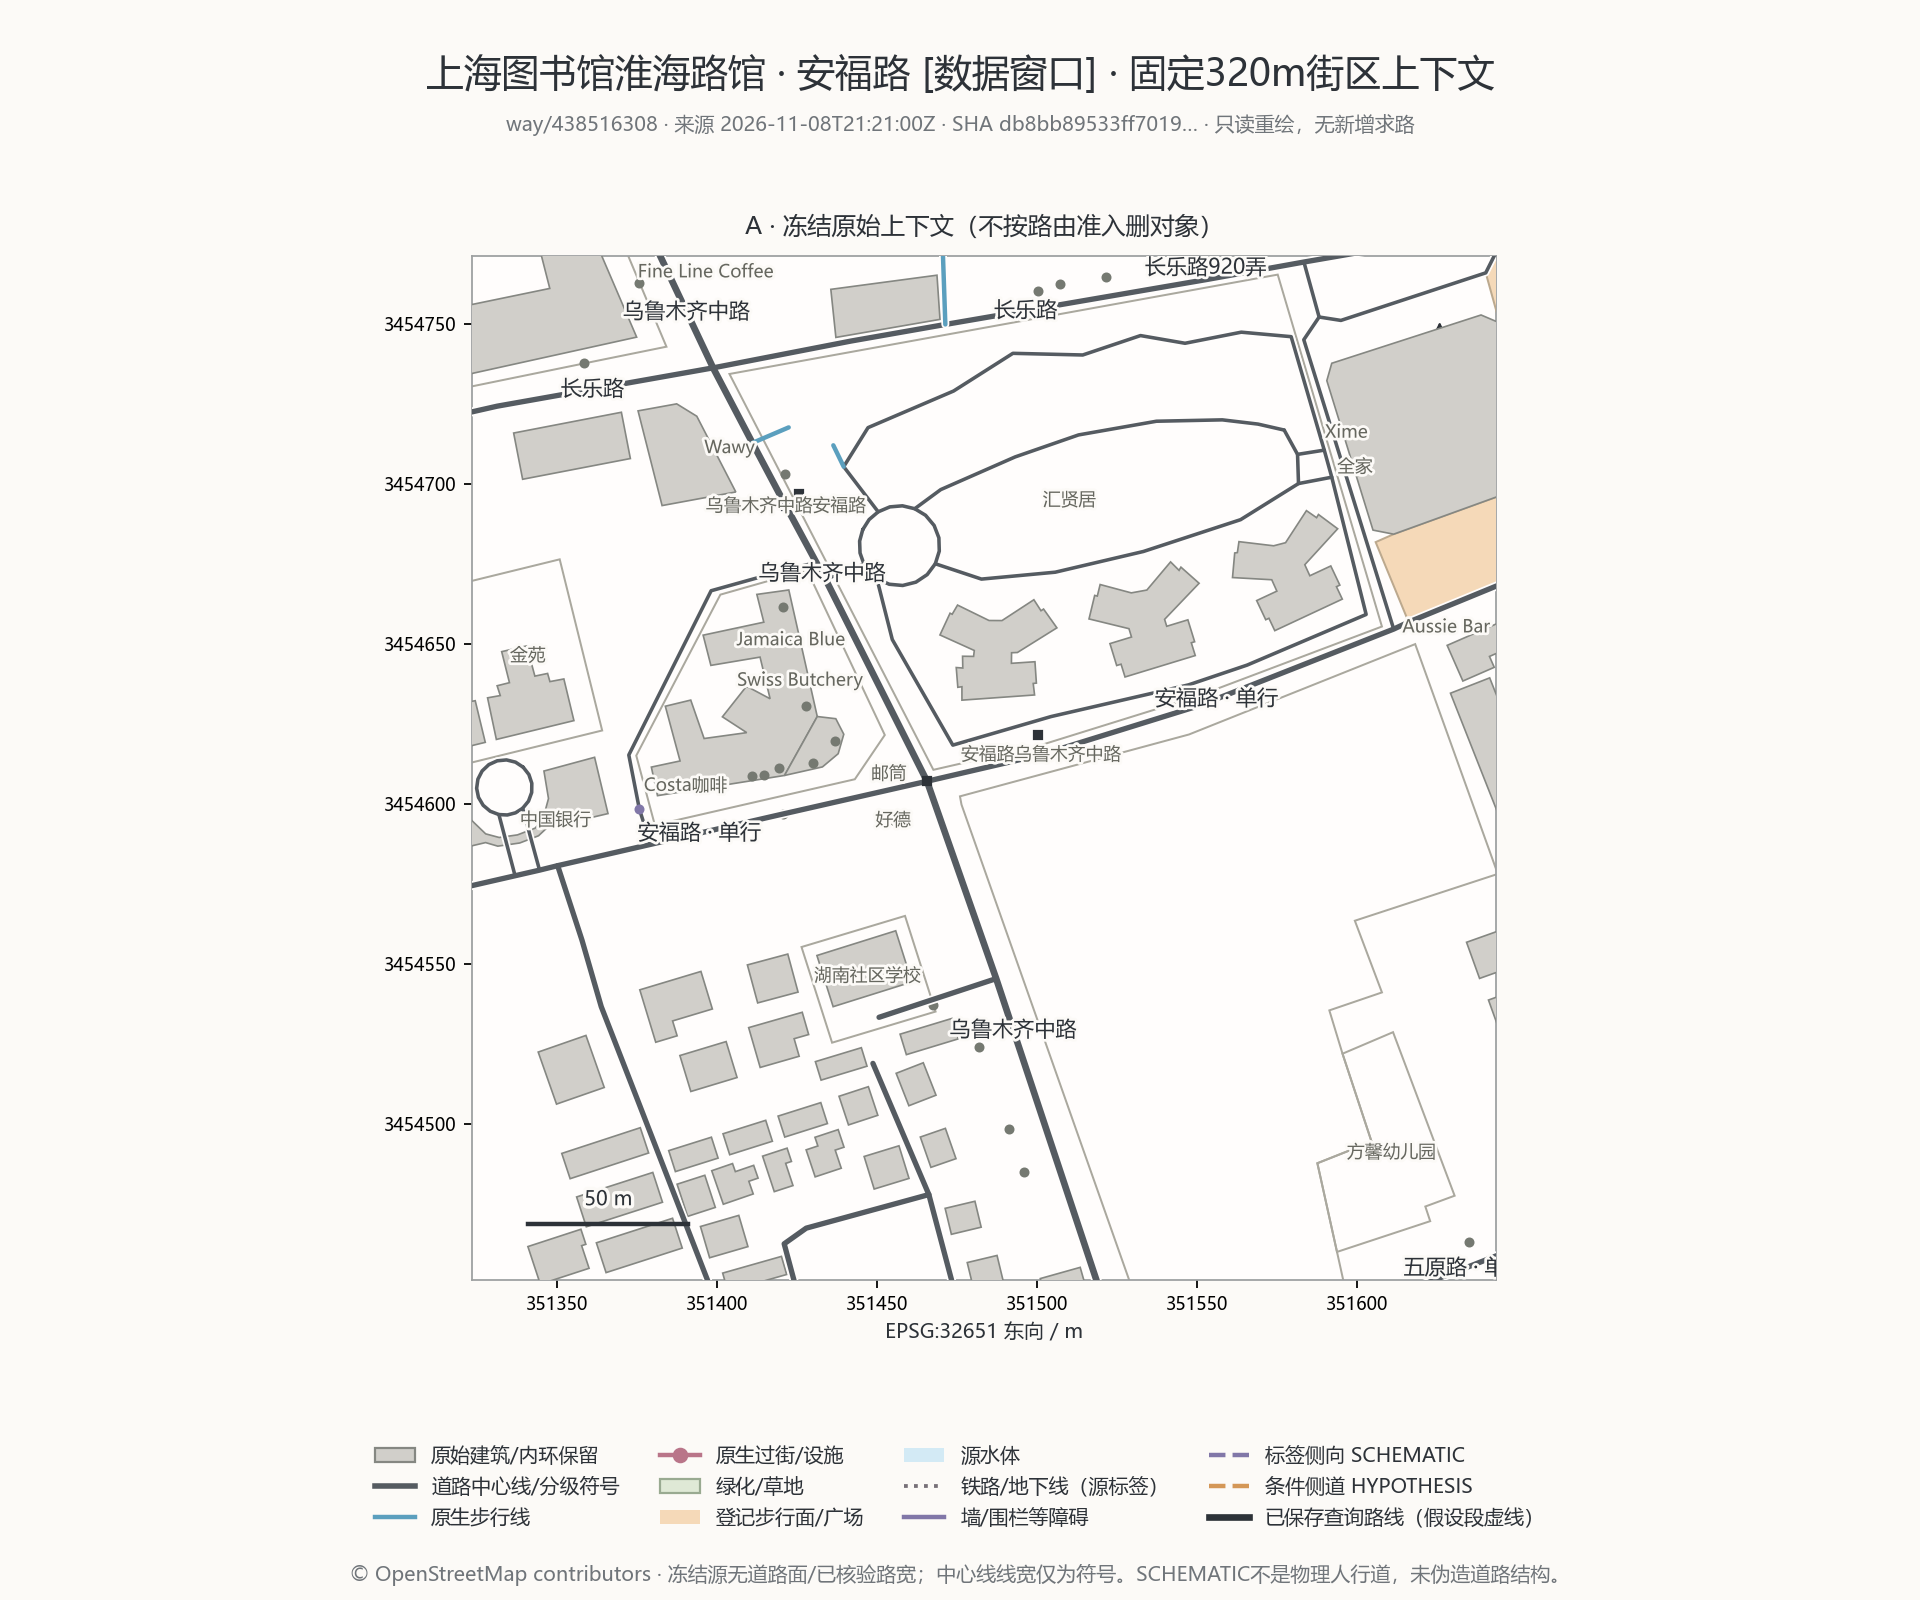 上海图书馆淮海路馆 · 安福路 [数据窗口] · 固定320m街区上下文
way/438516308 · 来源 2026-11-08T21:21:00Z · SHA db8bb89533ff7019… · 只读重绘，无新增求路
A · 冻结原始上下文（不按路由准入删对象）
长乐路920弄
Fine Line Coffee
乌鲁木齐中路
长乐路
3454750
长乐路
Xime
Wawy
全家
3454700
汇贤居
乌鲁木齐中路安福路
乌鲁木齐中路
Aussie Bar
Jamaica Blue
3454650
金苑
Swiss Butchery
安福路 · 单行
安福路乌鲁木齐中路
邮筒
Costa咖啡
3454600
中国银行
好德
安福路 · 单行
3454550
湖南社区学校
乌鲁木齐中路
3454500
方馨幼儿园
50 m
五原路 · 单
351350
351400
351450
351500
351550
351600
EPSG:32651 东向 / m
原始建筑/内环保留
原生过街/设施
源水体
标签侧向 SCHEMATIC
道路中心线/分级符号
绿化/草地
铁路/地下线（源标签）
条件侧道 HYPOTHESIS
原生步行线
登记步行面/广场
墙/围栏等障碍
已保存查询路线（假设段虚线）
© OpenStreetMap contributors · 冻结源无道路面/已核验路宽；中心线线宽仅为符号。SCHEMATIC不是物理人行道，未伪造道路结构。